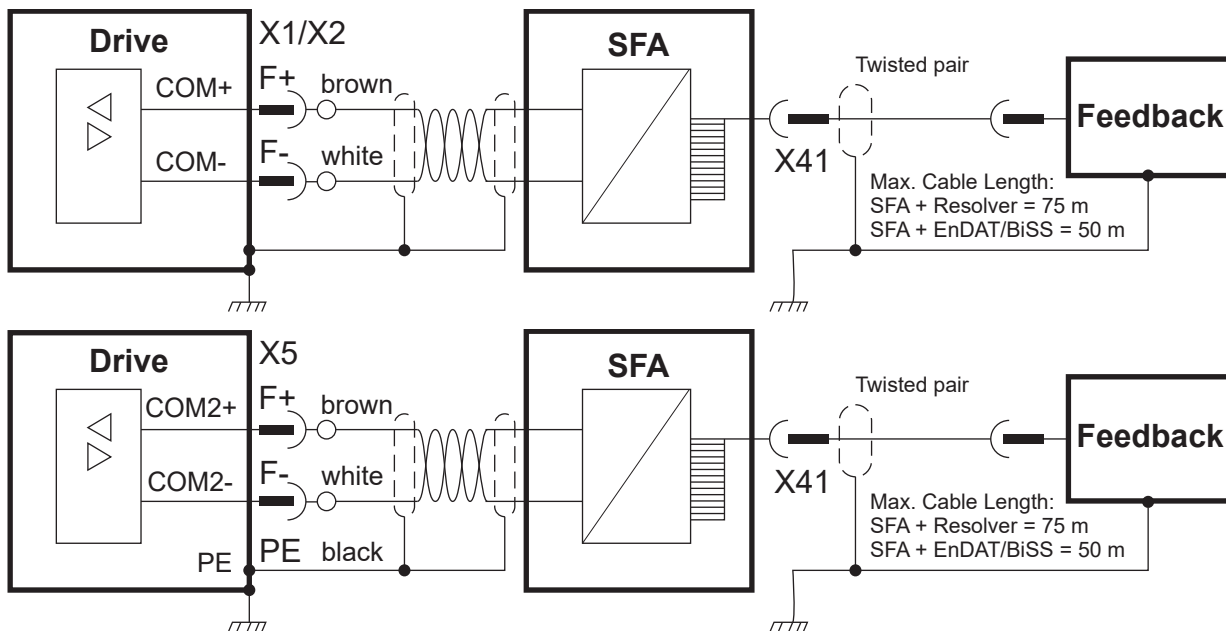 Drive
X1/X2
SFA
COM+
F+
brown
Twisted pair
Feedback
COM-
F-
white
X41
Max. Cable Length:
SFA + Resolver = 75 m
SFA + EnDAT/BiSS = 50 m
Drive
X5
SFA
COM2+
F+
brown
Twisted pair
Feedback
COM2-
F-
white
X41
Max. Cable Length:
SFA + Resolver = 75 m
SFA + EnDAT/BiSS = 50 m
PE
PE
black